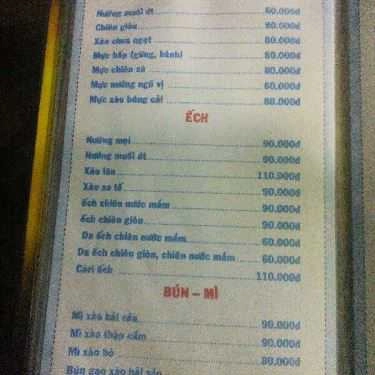 Nướng muối ớt 60.000đ
Chiên giòn 80.000đ
Xào chua ngọt 80.000đ
Mực hấp (gừng, hành) 80.000đ
Mực chiên xù 80.000đ
Mực nướng ngũ vị 60.000đ
Mực xào bông cải 80.000đ
ẾCH
Nướng mọi 90.000đ
Nướng muối ớt 90.000đ
Xào lăn 110.000đ
Xào sa tế 90.000đ
Ếch chiên nước mắm 90.000đ
Ếch chiên giòn 90.000đ
Da ếch chiên nước mắm 60.000đ
Da ếch chiên giòn, chiên nước mắm 60.000đ
Cari ếch 110.000đ
BÚN - MÌ
Mì xào hải sản 90.000đ
Mì xào thập cẩm 90.000đ
Mì xào bò 80.000đ
Bún gạo xào hải sản